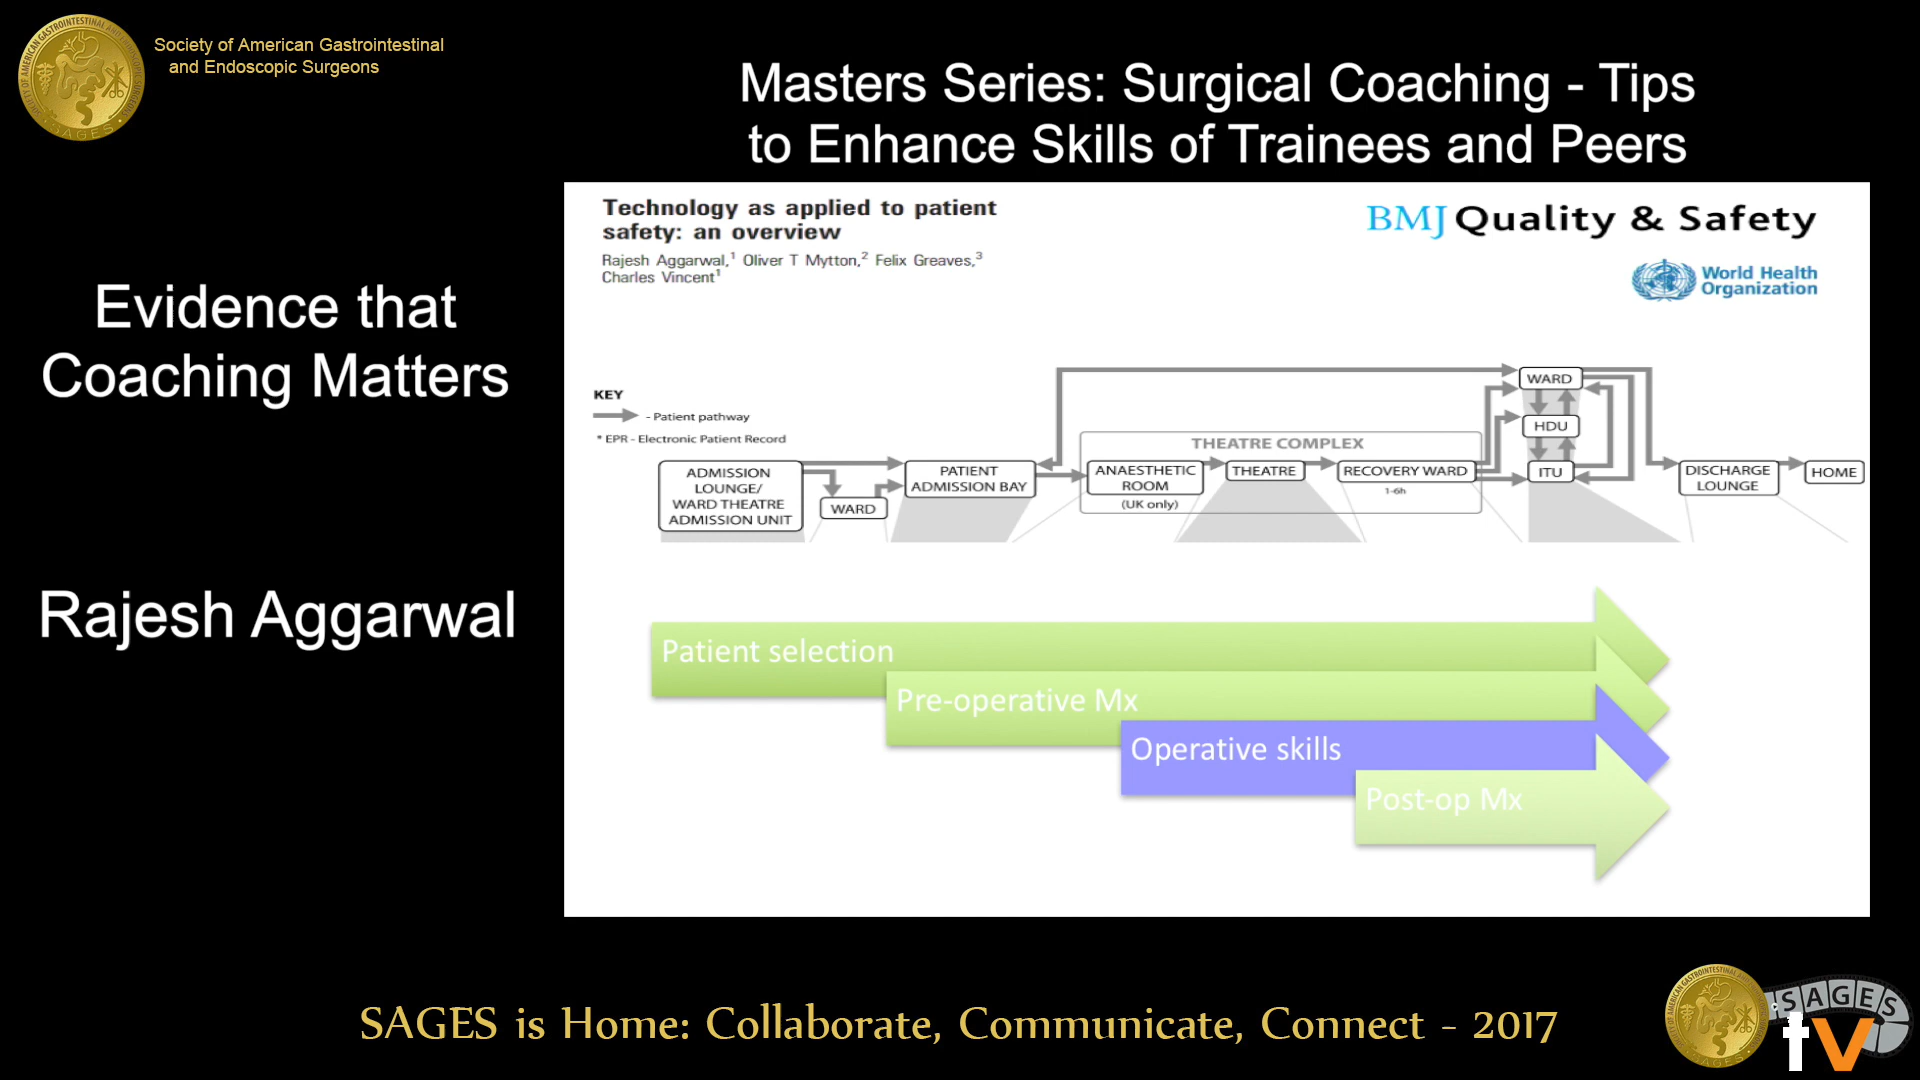 Society of American Gastrointestinal
and Endoscopic Surgeons
Masters Series: Surgical Coaching - Tips
to Enhance Skills of Trainees and Peers
Evidence that
Coaching Matters
Rajesh Aggarwal
Technology as applied to patient
safety: an overview
Rajesh Aggarwal,1 Oliver T Mytton,2 Felix Greaves,3
Charles Vincent1
BMJ Quality & Safety
World Health
Organization
KEY
- Patient pathway
* EPR - Electronic Patient Record
ADMISSION
LOUNGE/
WARD THEATRE
ADMISSION UNIT
WARD
PATIENT
ADMISSION BAY
THEATRE COMPLEX
ANAESTHETIC
ROOM
(UK only)
THEATRE
RECOVERY WARD
1-6h
WARD
HDU
ITU
DISCHARGE
LOUNGE
HOME
Patient selection
Pre-operative Mx
Operative skills
Post-op Mx
SAGES is Home: Collaborate, Communicate, Connect - 2017
SAGES
tv